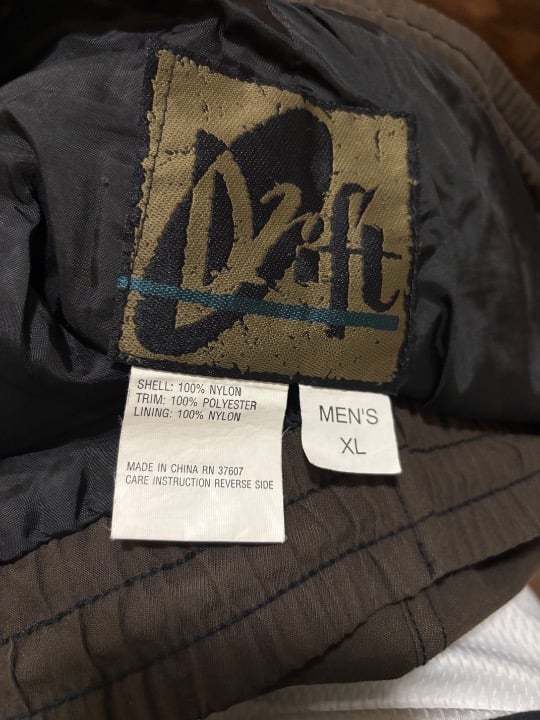 Drift
SHELL: 100% NYLON
TRIM: 100% POLYESTER
LINING: 100% NYLON
MADE IN CHINA RN 37607
CARE INSTRUCTION REVERSE SIDE
MEN'S
XL